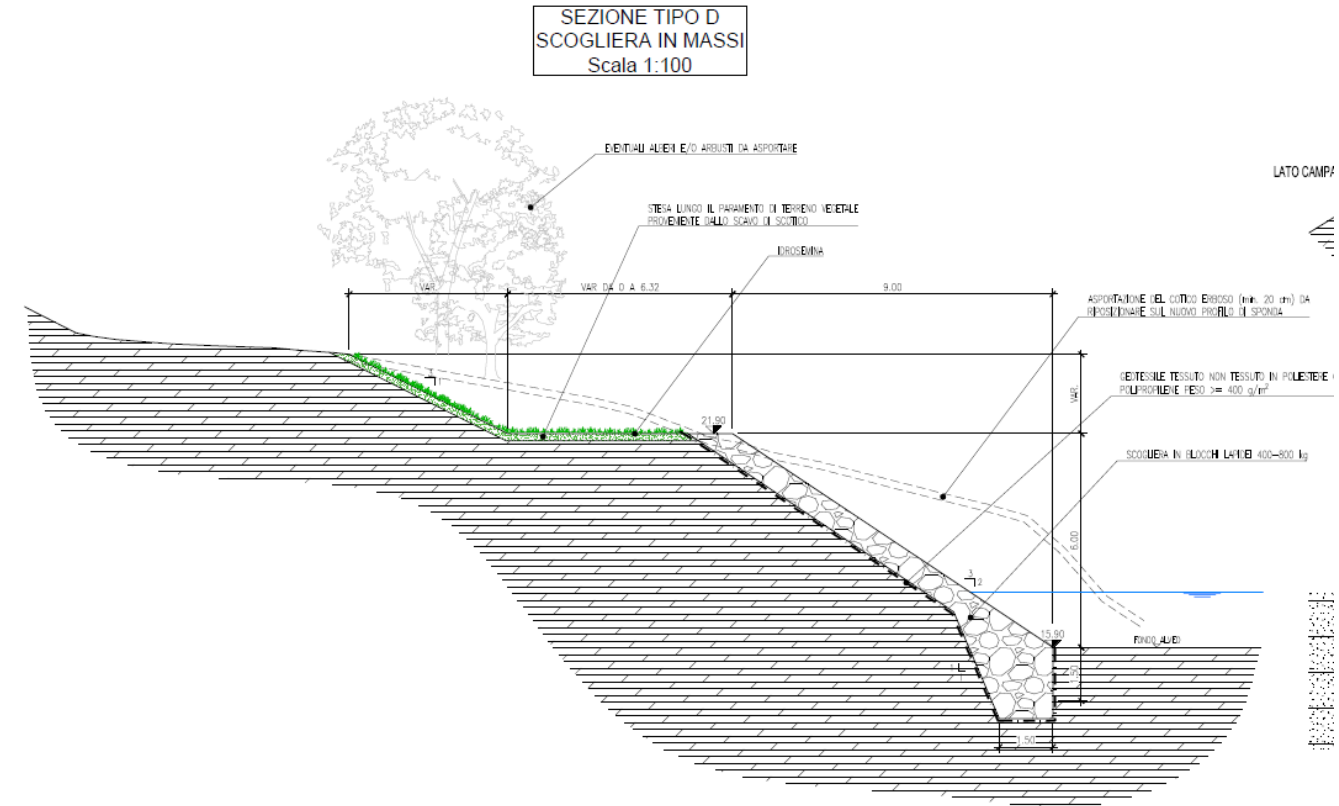 SEZIONE TIPO D
SCOGLIERA IN MASSI
Scala 1:100
EVENTUALI ALBERI E/O ARBUSTI DA ASPORTARE
LATO CAMPA
STESA LUNGO IL PARAMENTO DI TERRENO VEGETALE
PROVENIENTE DALLO SCAVO DI SCOTICO
IDROSEMINA
VAR.
VAR DA 0 A 6.32
9.00
ASPORTAZIONE DEL COTICO ERBOSO (min. 20 cm) DA
RIPOSIZIONARE SUL NUOVO PROFILO DI SPONDA
GEOTESSILE TESSUTO NON TESSUTO IN POLIESTERE
POLIPROPILENE PESO >= 400 g/m²
VAR.
21.90
SCOGLIERA IN BLOCCHI LAPIDEI 400-800 kg
6.00
3
2
15.90
FONDO ALVEO
1.50
1.50